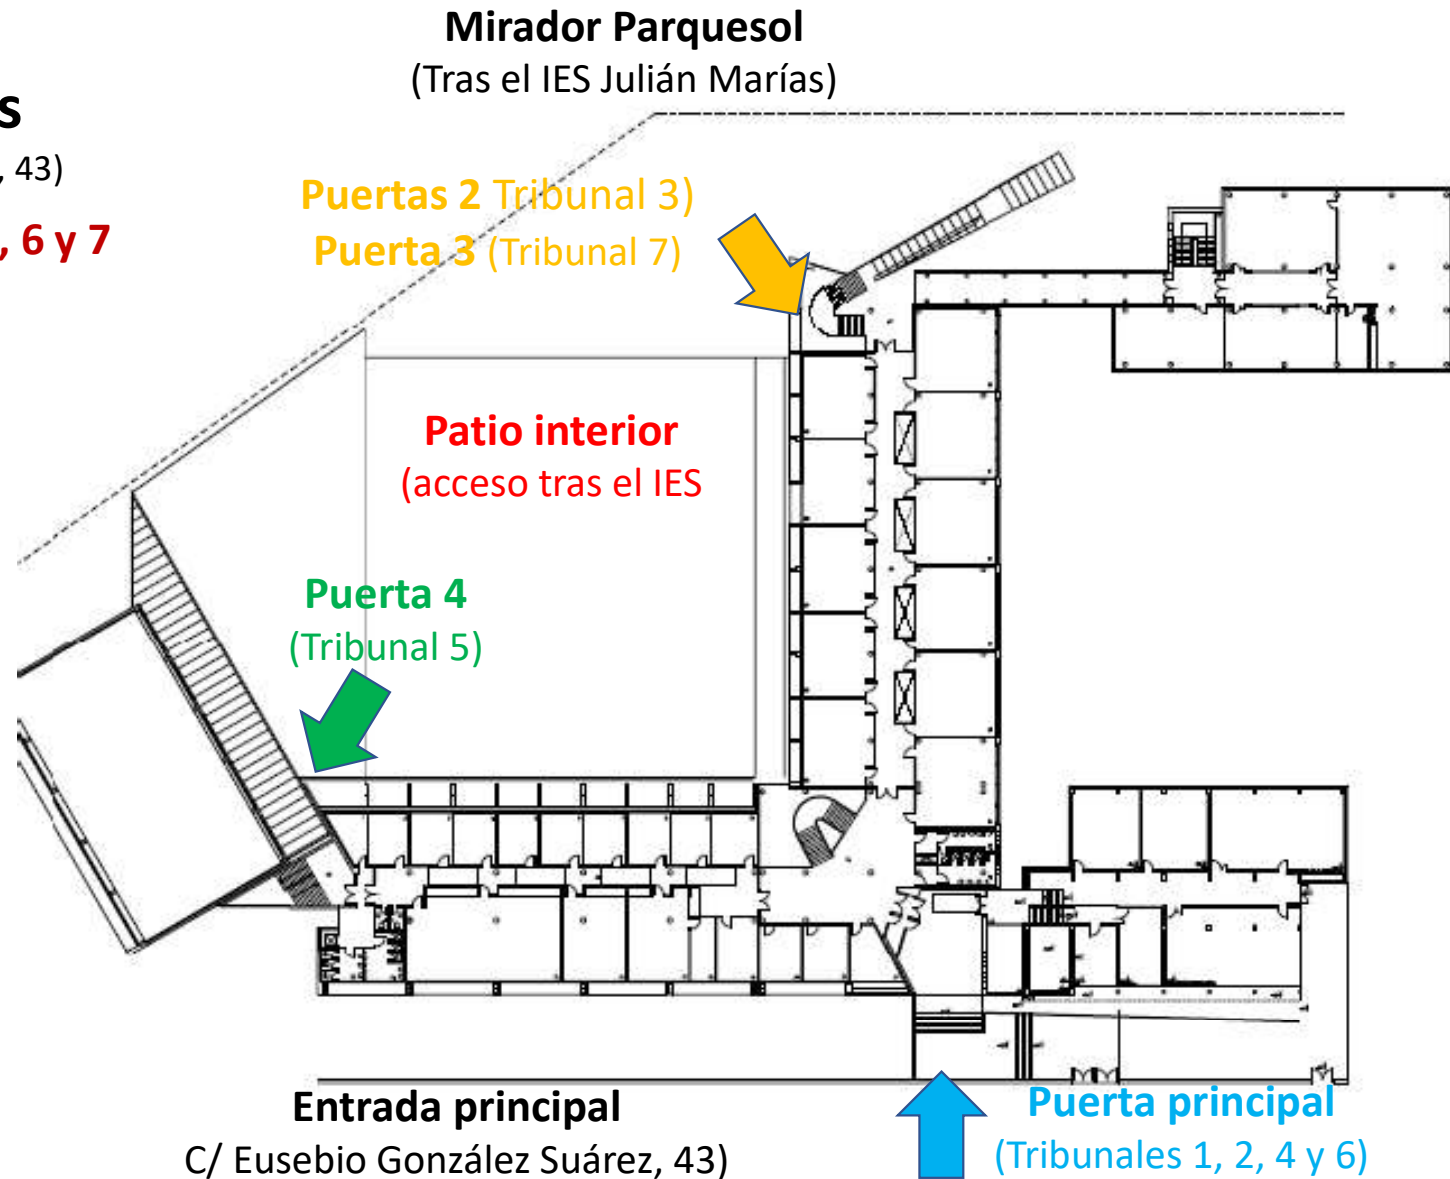 Mirador Parquesol
(Tras el IES Julián Marías)
s
, 43)
, 6 y 7
Puertas 2 Tribunal 3)
Puerta 3 (Tribunal 7)
Patio interior
(acceso tras el IES
Puerta 4
(Tribunal 5)
Entrada principal
C/ Eusebio González Suárez, 43)
Puerta principal
(Tribunales 1, 2, 4 y 6)